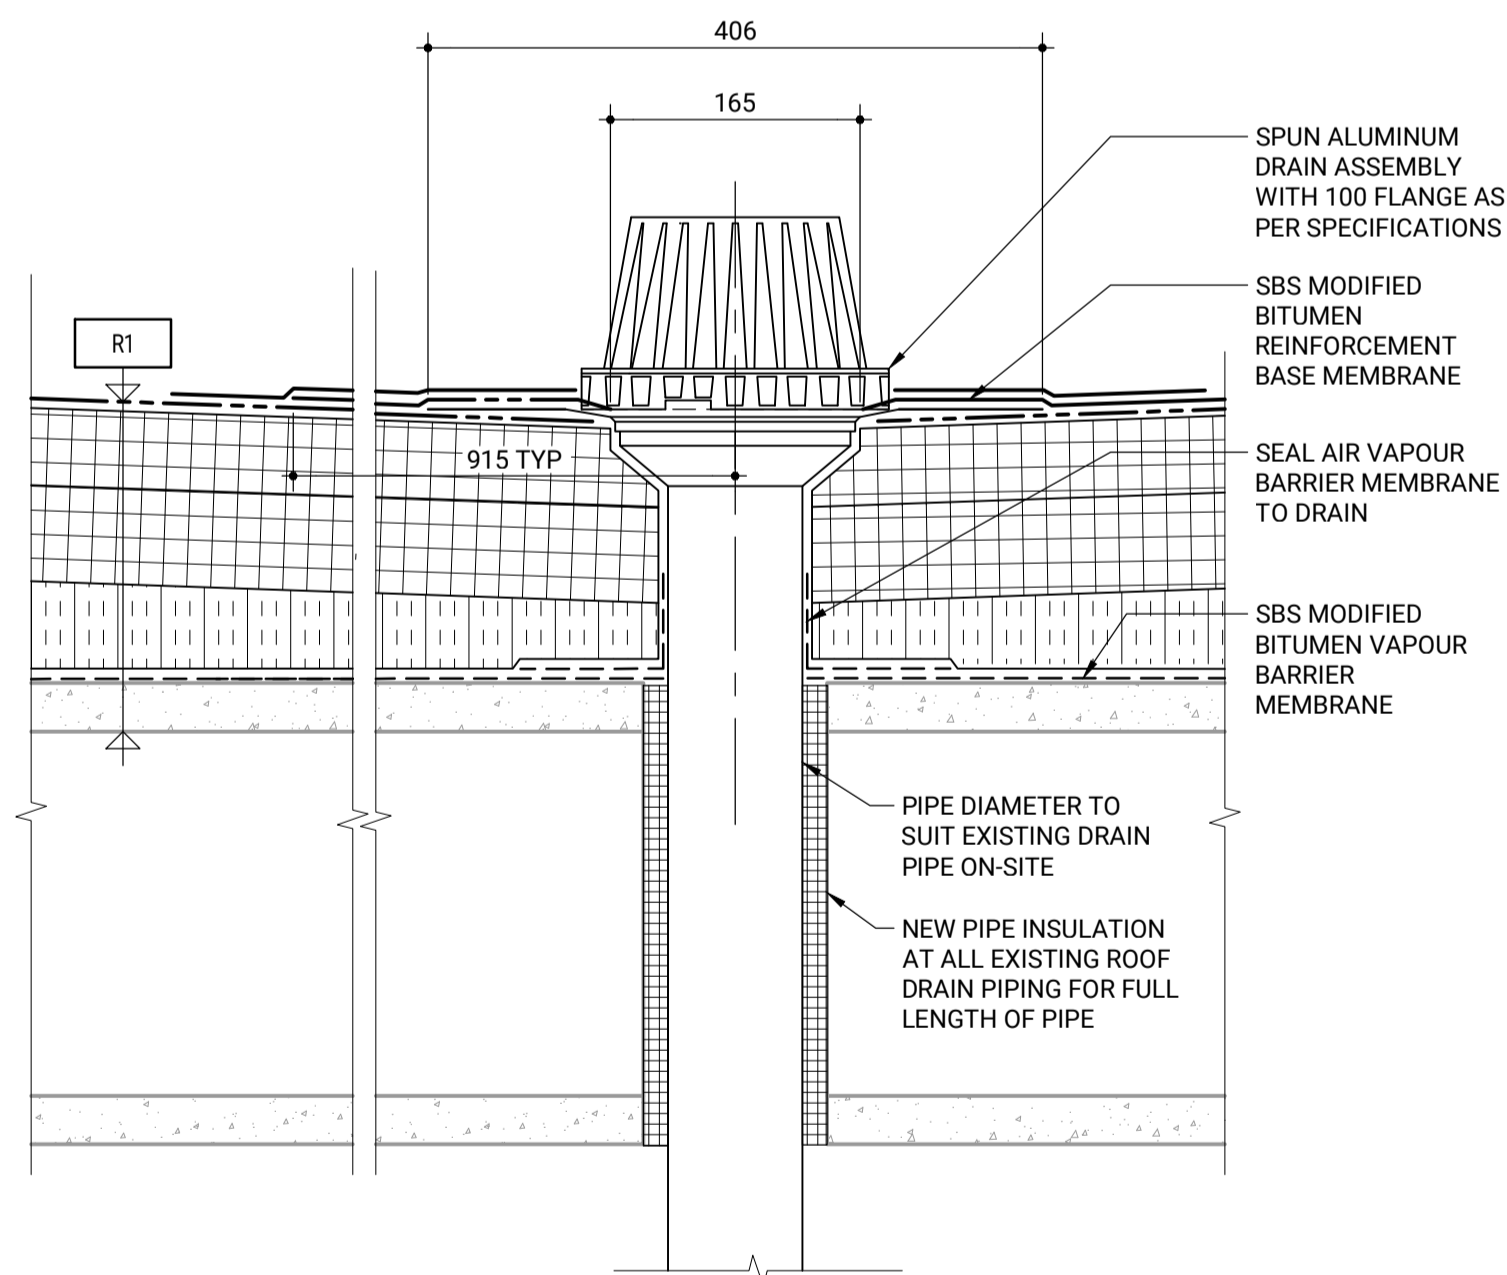 406
165
SPUN ALUMINUM
DRAIN ASSEMBLY
WITH 100 FLANGE AS
PER SPECIFICATIONS
SBS MODIFIED
BITUMEN
REINFORCEMENT
BASE MEMBRANE
R1
915 TYP
SEAL AIR VAPOUR
BARRIER MEMBRANE
TO DRAIN
SBS MODIFIED
BITUMEN VAPOUR
BARRIER
MEMBRANE
PIPE DIAMETER TO
SUIT EXISTING DRAIN
PIPE ON-SITE
NEW PIPE INSULATION
AT ALL EXISTING ROOF
DRAIN PIPING FOR FULL
LENGTH OF PIPE